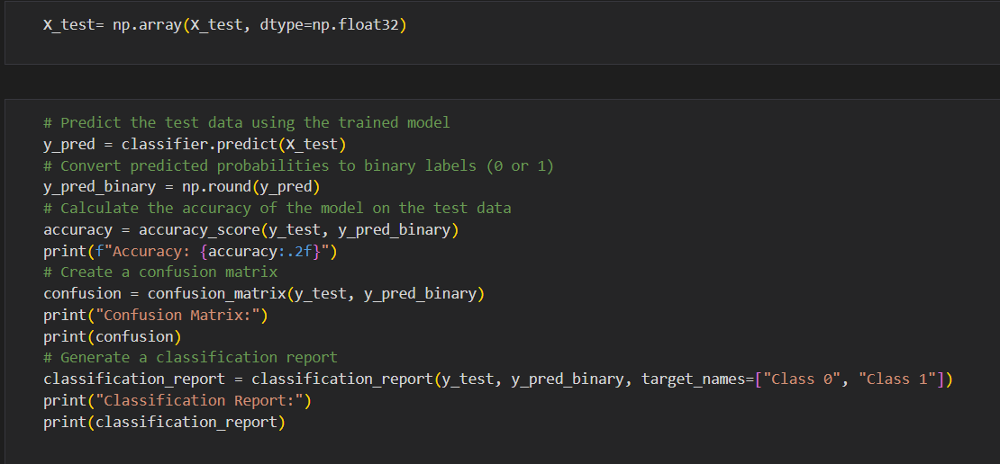 X_test= np.array(X_test, dtype=np.float32)
# Predict the test data using the trained model
y_pred = classifier.predict(X_test)
# Convert predicted probabilities to binary labels (0 or 1)
y_pred_binary = np.round(y_pred)
# Calculate the accuracy of the model on the test data
accuracy = accuracy_score(y_test, y_pred_binary)
print(f"Accuracy: {accuracy:.2f}")
# Create a confusion matrix
confusion = confusion_matrix(y_test, y_pred_binary)
print("Confusion Matrix:")
print(confusion)
# Generate a classification report
classification_report = classification_report(y_test, y_pred_binary, target_names=["Class 0", "Class 1"])
print("Classification Report:")
print(classification_report)